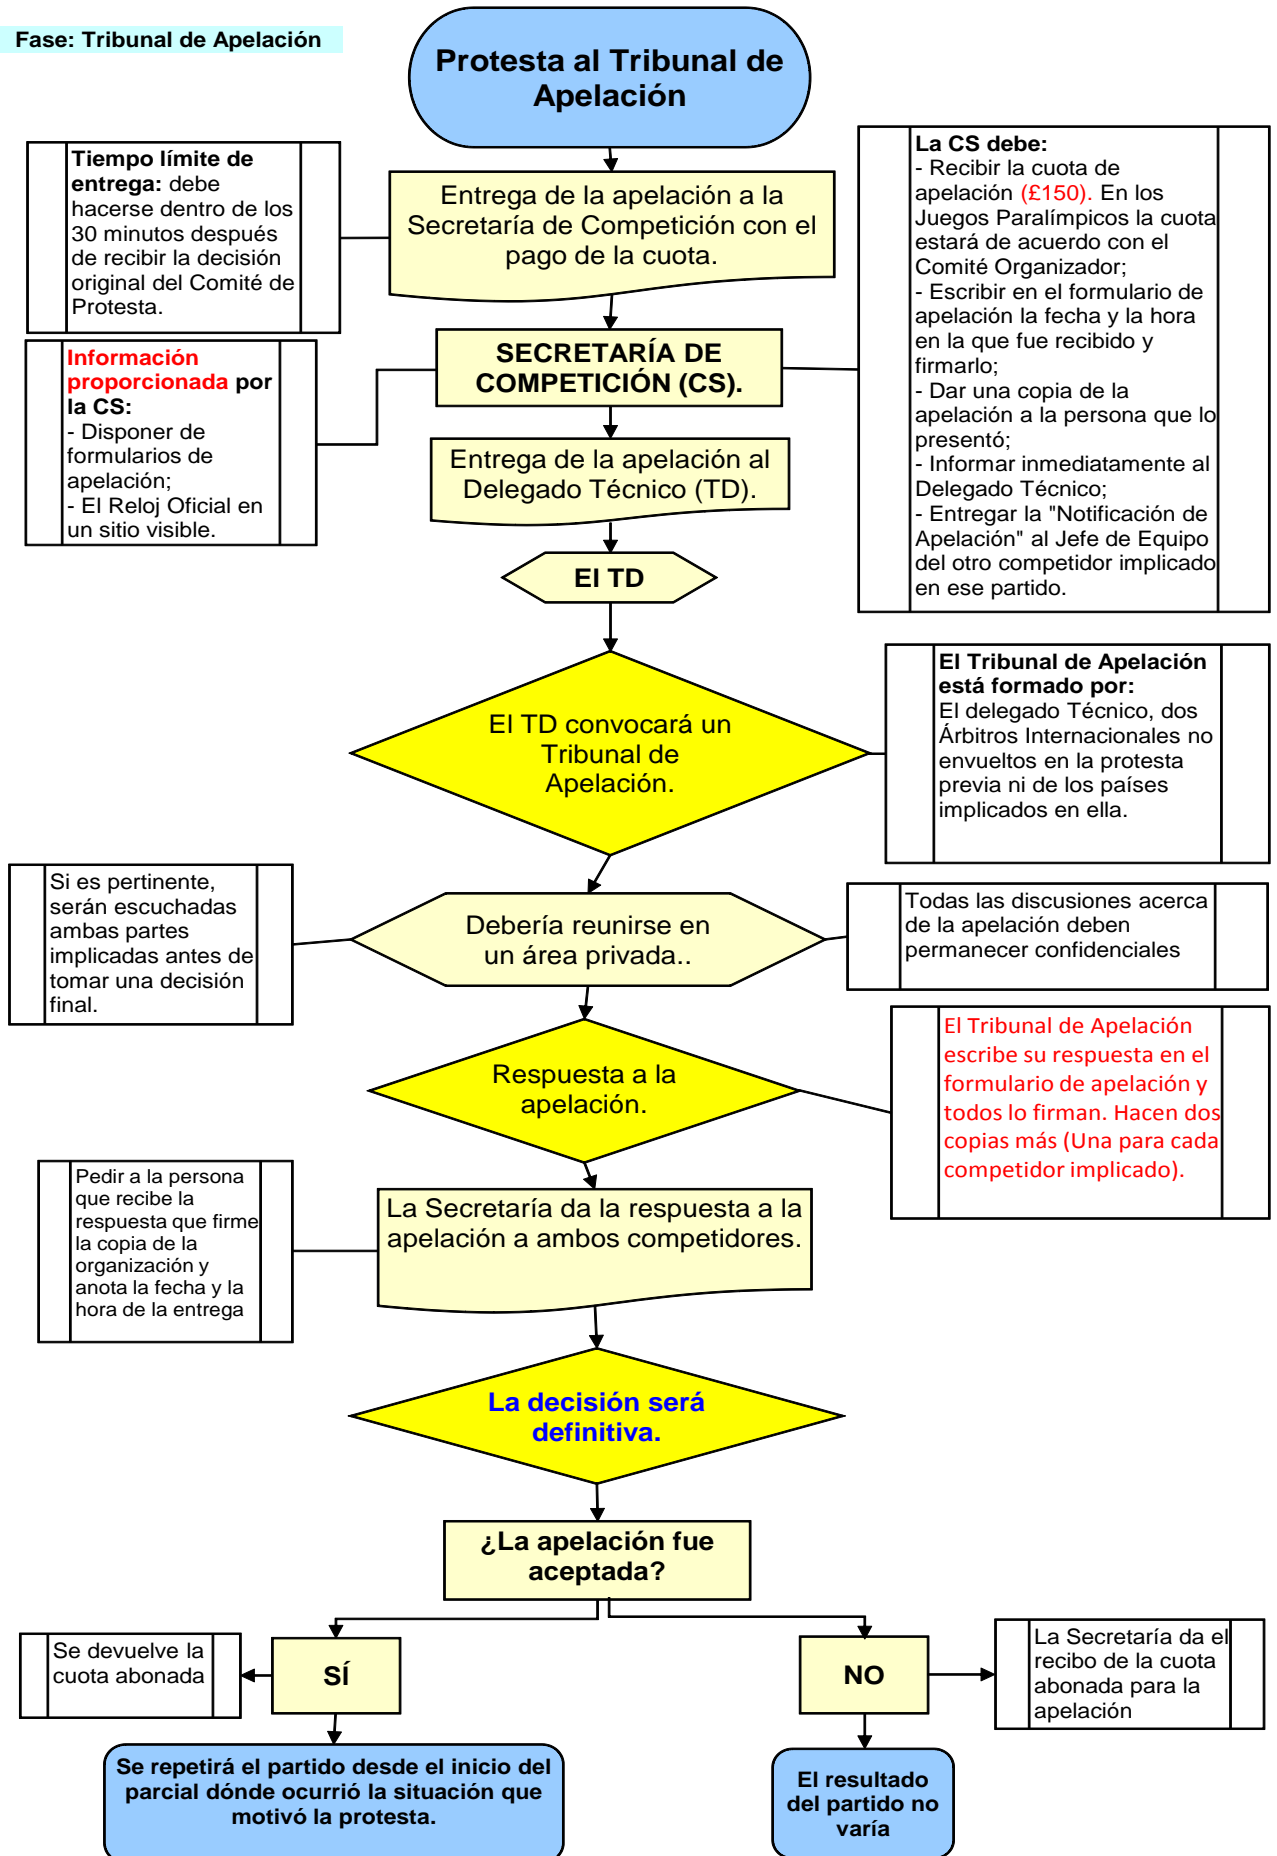 Fase: Tribunal de Apelación
Protesta al Tribunal de
Apelación
Tiempo límite de
entrega: debe
hacerse dentro de los
30 minutos después
de recibir la decisión
original del Comité de
Protesta.
Entrega de la apelación a la
Secretaría de Competición con el
pago de la cuota.
La CS debe:
- Recibir la cuota de
apelación (£150). En los
Juegos Paralímpicos la cuota
estará de acuerdo con el
Comité Organizador;
- Escribir en el formulario de
apelación la fecha y la hora
en la que fue recibido y
firmarlo;
- Dar una copia de la
apelación a la persona que lo
presentó;
- Informar inmediatamente al
Delegado Técnico;
- Entregar la "Notificación de
Apelación" al Jefe de Equipo
del otro competidor implicado
en ese partido.
Información
proporcionada por
la CS:
- Disponer de
formularios de
apelación;
- El Reloj Oficial en
un sitio visible.
SECRETARÍA DE
COMPETICIÓN (CS).
Entrega de la apelación al
Delegado Técnico (TD).
El TD
El TD convocará un
Tribunal de
Apelación.
El Tribunal de Apelación
está formado por:
El delegado Técnico, dos
Árbitros Internacionales no
envueltos en la protesta
previa ni de los países
implicados en ella.
Si es pertinente,
serán escuchadas
ambas partes
implicadas antes de
tomar una decisión
final.
Debería reunirse en
un área privada..
Todas las discusiones acerca
de la apelación deben
permanecer confidenciales
Respuesta a la
apelación.
El Tribunal de Apelación
escribe su respuesta en el
formulario de apelación y
todos lo firman. Hacen dos
copias más (Una para cada
competidor implicado).
Pedir a la persona
que recibe la
respuesta que firme
la copia de la
organización y
anota la fecha y la
hora de la entrega
La Secretaría da la respuesta a la
apelación a ambos competidores.
La decisión será
definitiva.
¿La apelación fue
aceptada?
Se devuelve la
cuota abonada
SÍ
NO
La Secretaría da el
recibo de la cuota
abonada para la
apelación
Se repetirá el partido desde el inicio del
parcial dónde ocurrió la situación que
motivó la protesta.
El resultado
del partido no
varía